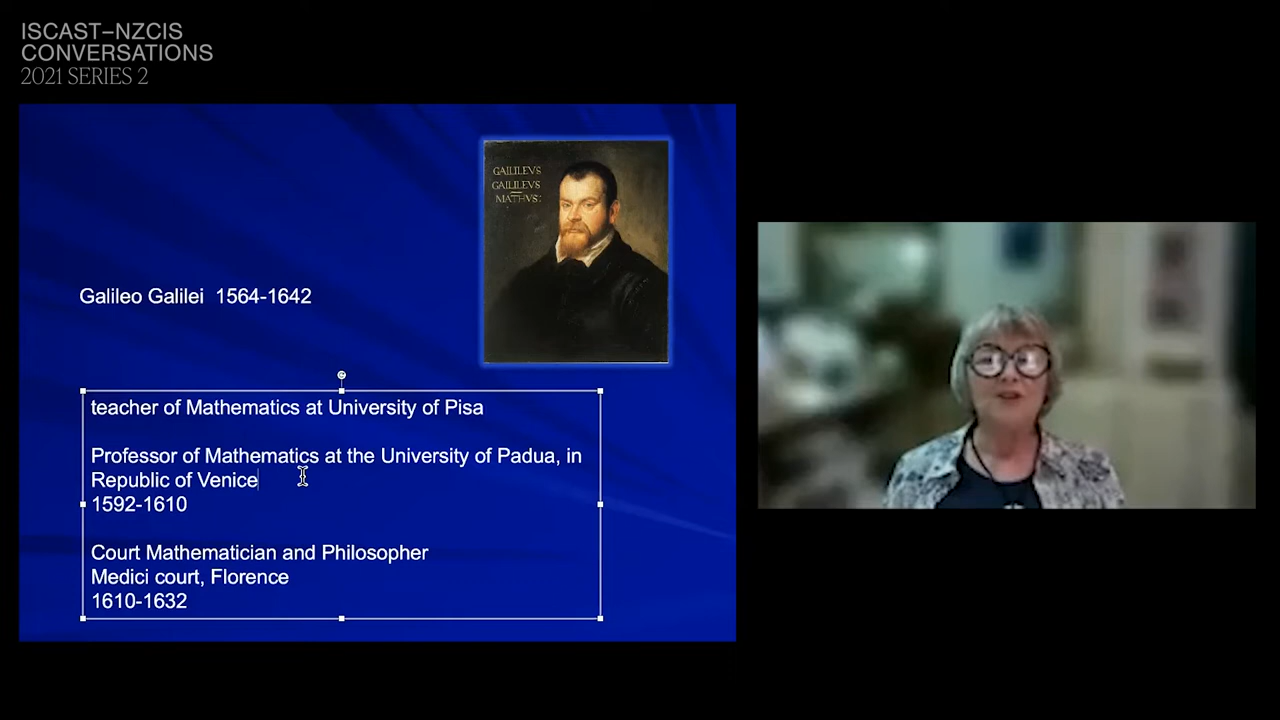 ISCAST–NZCIS
CONVERSATIONS
2021 SERIES 2
GALILEVS
GALILEVS
MATHVS:
Galileo Galilei 1564-1642
teacher of Mathematics at University of Pisa
Professor of Mathematics at the University of Padua, in
Republic of Venice
1592-1610
Court Mathematician and Philosopher
Medici court, Florence
1610-1632